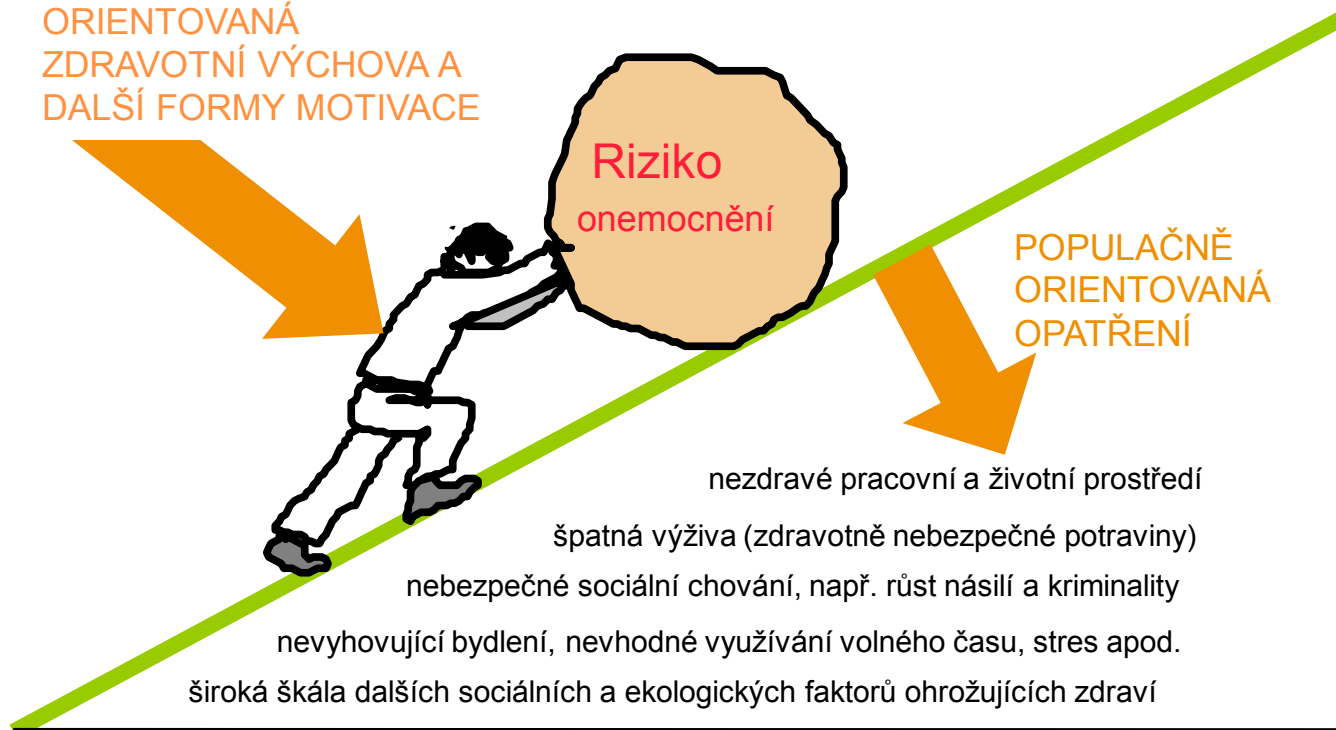 ORIENTOVANÁ
ZDRAVOTNÍ VÝCHOVA A
DALŠÍ FORMY MOTIVACE
Riziko
onemocnění
POPULAČNĚ
ORIENTOVANÁ
OPATŘENÍ
nezdravé pracovní a životní prostředí
špatná výživa (zdravotně nebezpečné potraviny)
nebezpečné sociální chování, např. růst násilí a kriminality
nevyhovující bydlení, nevhodné využívání volného času, stres apod.
široká škála dalších sociálních a ekologických faktorů ohrožujících zdraví